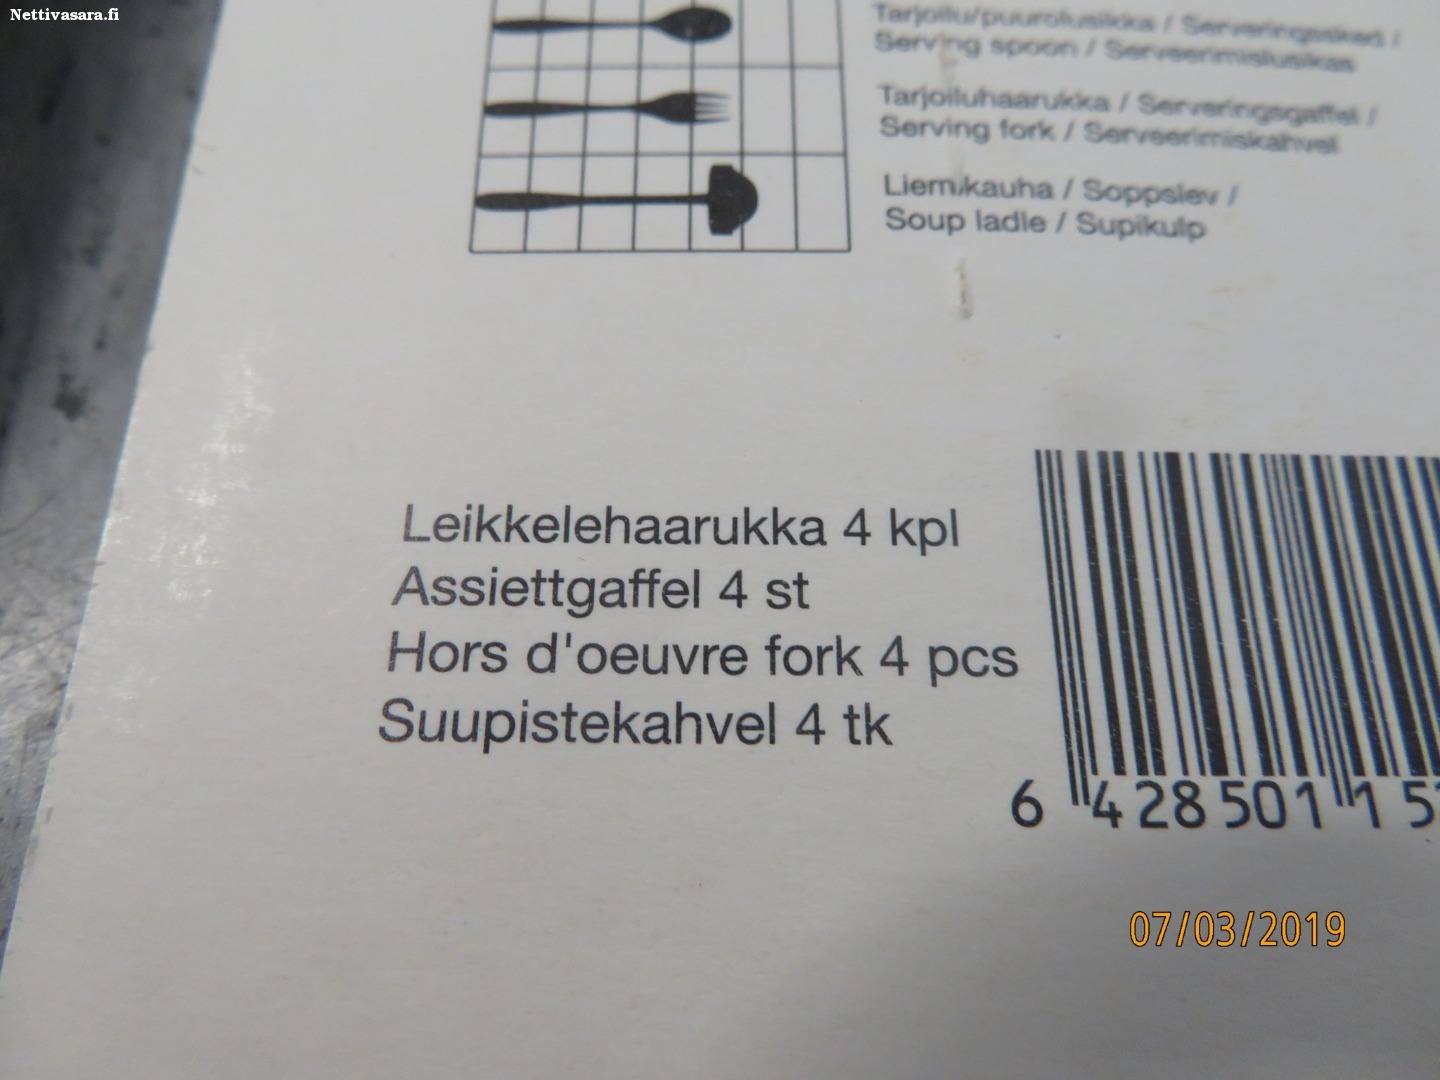 Nettivasara.fi
Tarjoilu/puurolusikka / Serveringssked /
Serving spoon / Serveerimislusikas
Tarjoiluhaarukka / Serveringsgaffel /
Serving fork / Serveerimiskahvel
Liemikauha / Soppslev /
Soup ladle / Supikulp
Leikkelehaarukka 4 kpl
Assiettgaffel 4 st
Hors d'oeuvre fork 4 pcs
Suupistekahvel 4 tk
6 428501 15
07/03/2019